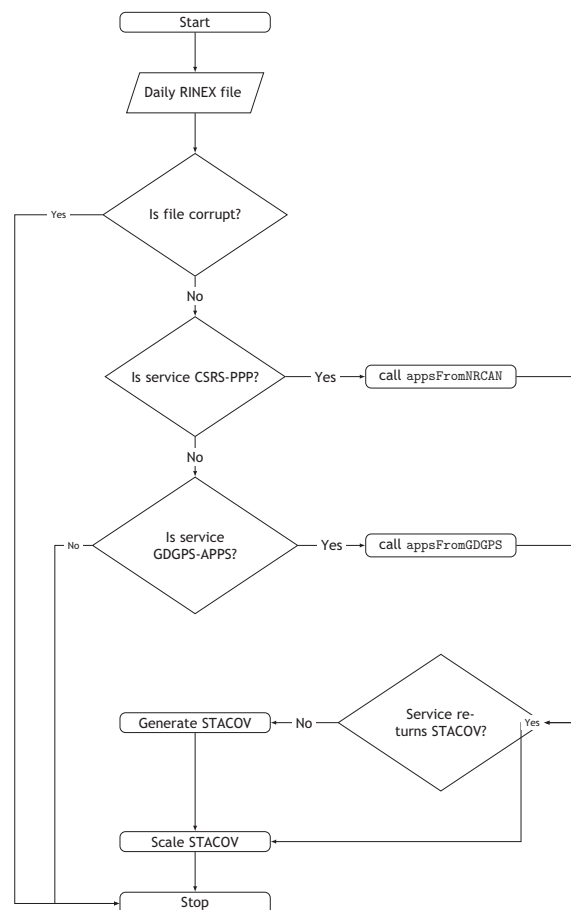 Start
Daily RINEX file
Is file corrupt?
Yes
No
Is service CSRS-PPP?
Yes
call appsFromNRCAN
No
Is service
GDGPS-APPS?
No
Yes
call appsFromGDGPS
Service re-
turns STACOV?
Yes
No
Generate STACOV
Scale STACOV
Stop